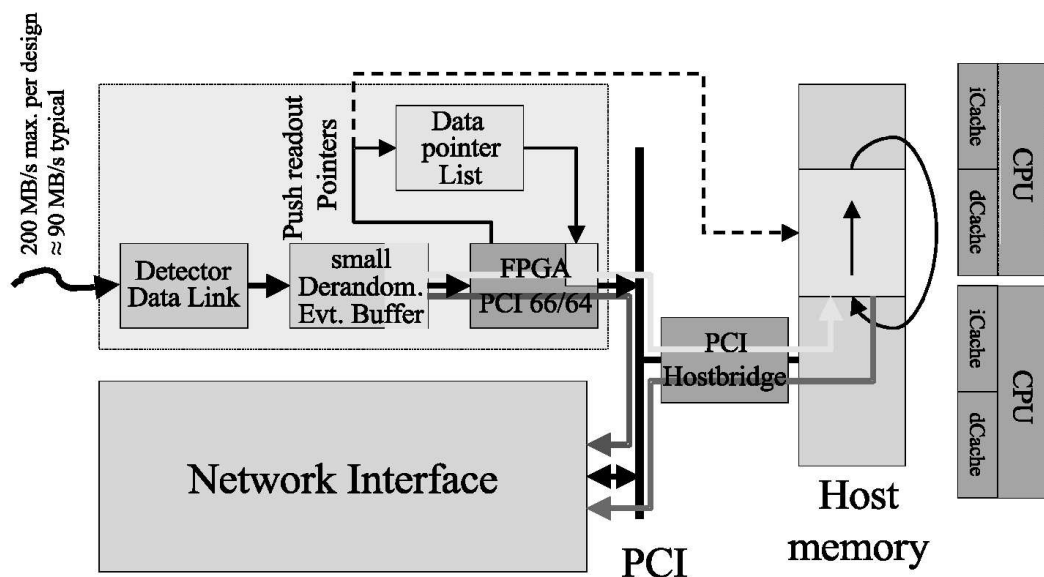 200 MB/s max. per design
≈ 90 MB/s typical
Push readout
Pointers
Data
pointer
List
Detector
Data Link
small
Derandom.
Evt. Buffer
FPGA
PCI 66/64
PCI
Hostbridge
Network Interface
PCI
Host
memory
iCache
dCache
CPU
iCache
dCache
CPU